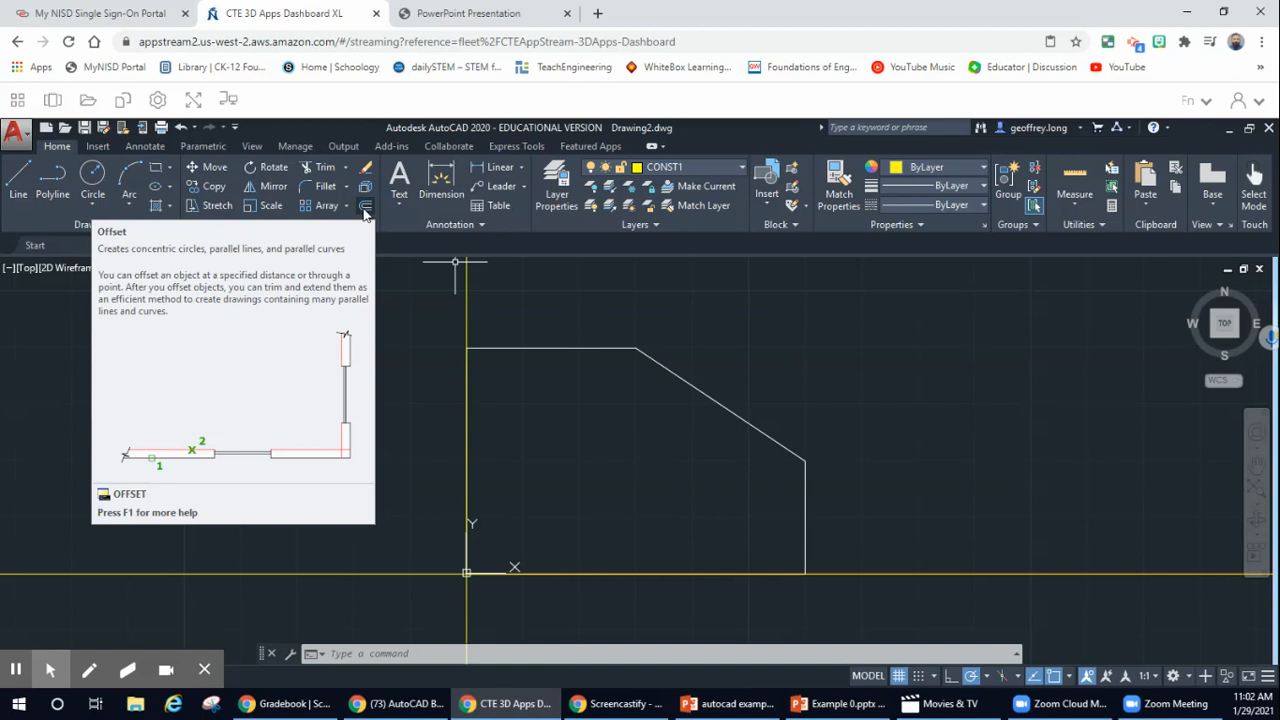 My NISD Single Sign-On Portal
CTE 3D Apps Dashboard XL
PowerPoint Presentation
appstream2.us-west-2.aws.amazon.com/#/streaming?reference=fleet%2FCTEAppStream-3DApps-Dashboard
Apps
MyNISD Portal
Library | CK-12 Fou...
Home | Schoology
dailySTEM – STEM f...
TeachEngineering
WhiteBox Learning...
Foundations of Eng...
YouTube Music
Educator | Discussion
YouTube
Fn
Autodesk AutoCAD 2020 - EDUCATIONAL VERSION Drawing2.dwg
Type a keyword or phrase
geoffrey.long
Home Insert Annotate Parametric View Manage Output Add-ins Collaborate Express Tools Featured Apps
Line
Polyline
Circle
Arc
Move
Rotate
Trim
Copy
Mirror
Fillet
Stretch
Scale
Array
Text
Dimension
Linear
Leader
Table
Layer Properties
CONST1
Make Current
Match Layer
Insert
Match Properties
ByLayer
ByLayer
ByLayer
Group
Measure
Paste
Base
Select Mode
Annotation
Layers
Block
Properties
Groups
Utilities
Clipboard
View
Touch
Start
[–][Top][2D Wirefram
Offset
Creates concentric circles, parallel lines, and parallel curves
You can offset an object at a specified distance or through a
point. After you offset objects, you can trim and extend them as
an efficient method to create drawings containing many parallel
lines and curves.
2
1
OFFSET
Press F1 for more help
N
W TOP E
S
WCS
Y
X
Type a command
MODEL
1:1
Gradebook | Sc...
(73) AutoCAD B...
CTE 3D Apps D...
Screencastify - ...
autocad examp...
Example 0.pptx ...
Movies & TV
Zoom Cloud M...
Zoom Meeting
11:02 AM
1/29/2021